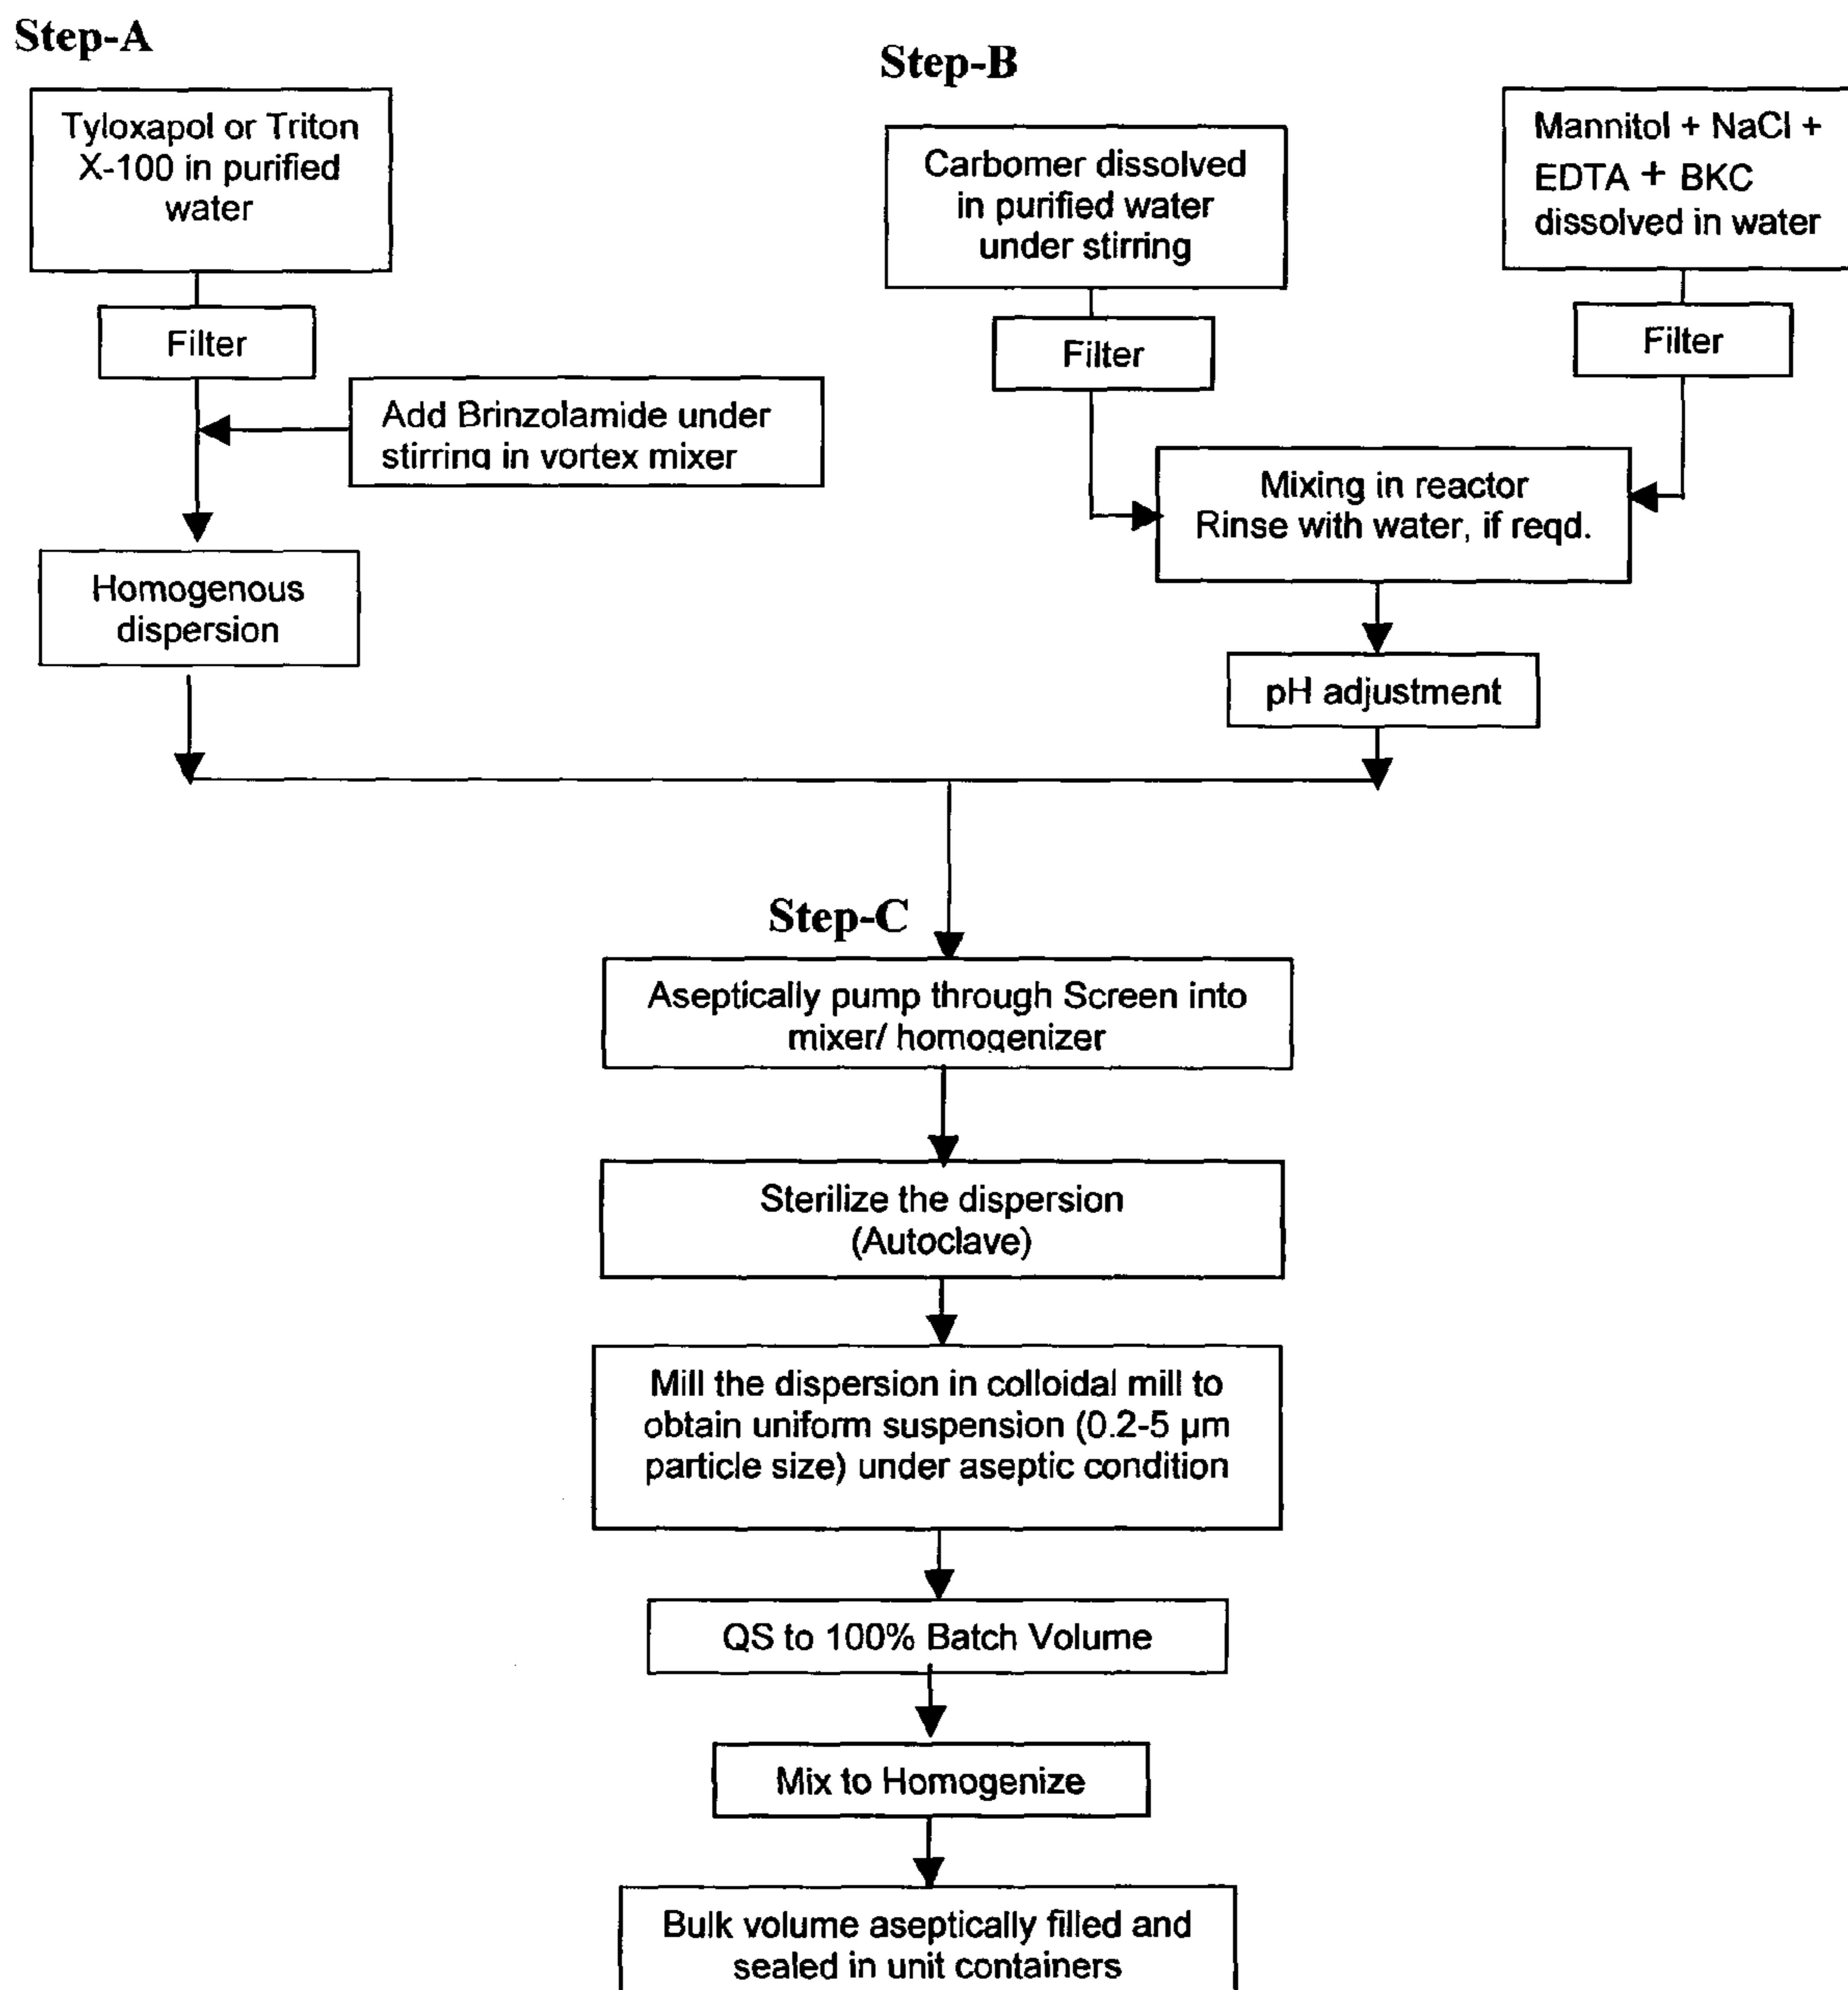 Step-A
Tyloxapol or Triton
X-100 in purified
water
Filter
Add Brinzolamide under
stirring in vortex mixer
Homogenous
dispersion
Step-B
Carbomer dissolved
in purified water
under stirring
Filter
Mannitol + NaCl +
EDTA + BKC
dissolved in water
Filter
Mixing in reactor
Rinse with water, if reqd.
pH adjustment
Step-C
Aseptically pump through Screen into
mixer/ homogenizer
Sterilize the dispersion
(Autoclave)
Mill the dispersion in colloidal mill to
obtain uniform suspension (0.2-5 µm
particle size) under aseptic condition
QS to 100% Batch Volume
Mix to Homogenize
Bulk volume aseptically filled and
sealed in unit containers